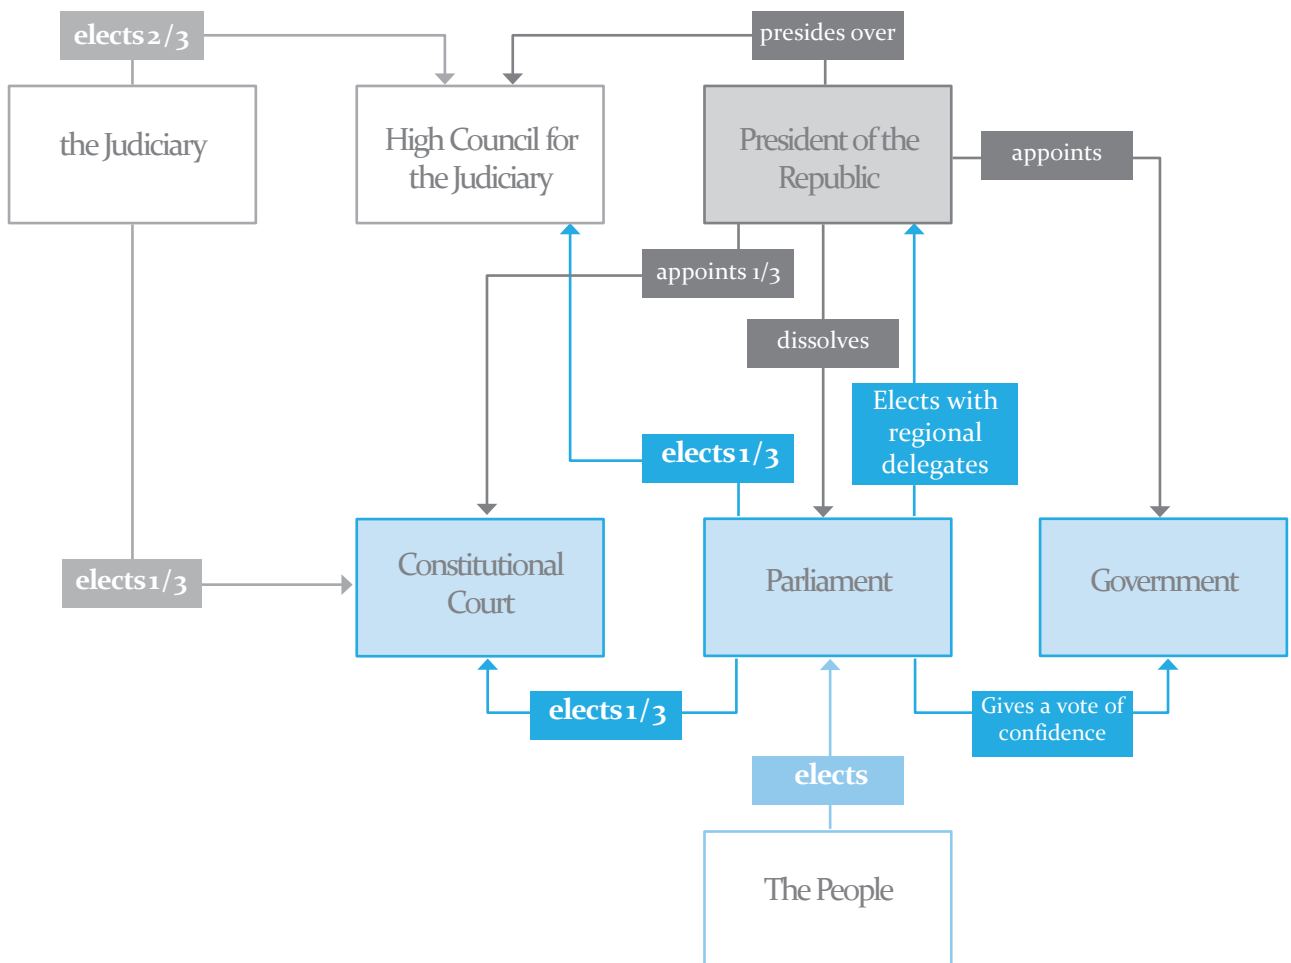 elects 2/3
presides over
the Judiciary
High Council for
the Judiciary
President of the
Republic
appoints
appoints 1/3
dissolves
Elects with
regional
delegates
elects 1/3
Constitutional
Court
Parliament
Government
elects 1/3
elects 1/3
Gives a vote of
confidence
elects
The People